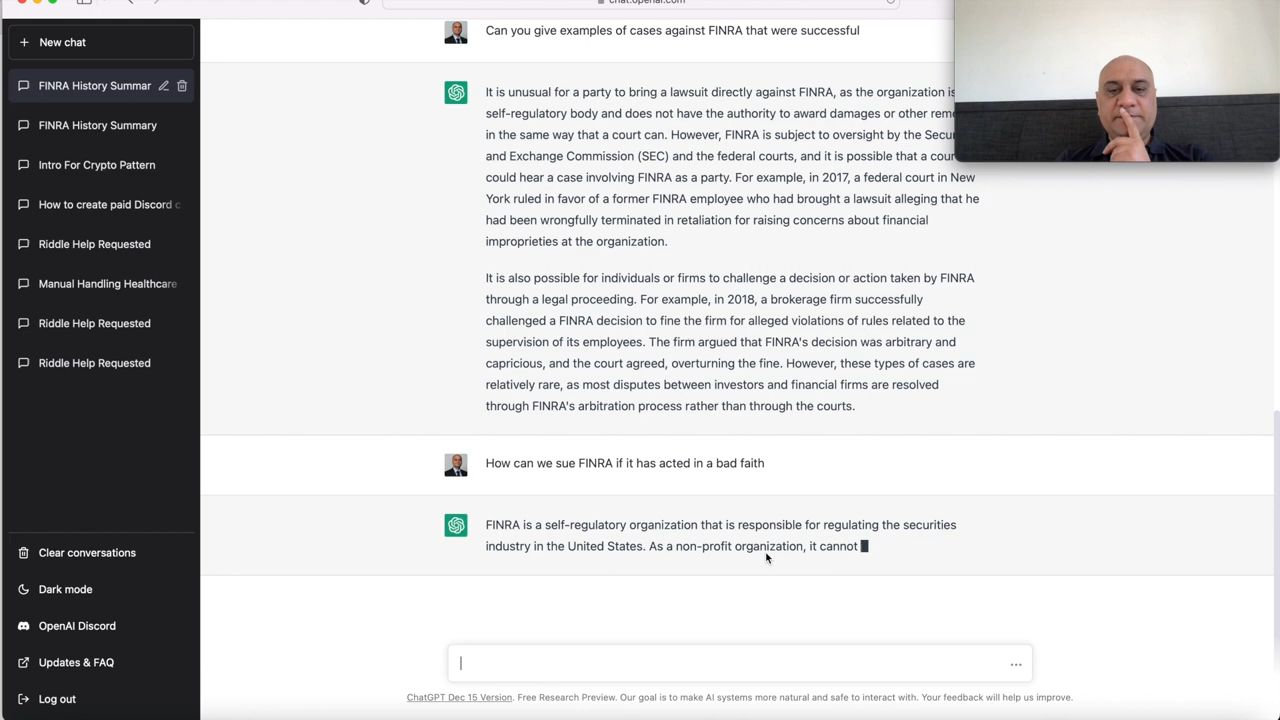 chat.openai.com
New chat
FINRA History Summar
FINRA History Summary
Intro For Crypto Pattern
How to create paid Discord c
Riddle Help Requested
Manual Handling Healthcare
Riddle Help Requested
Riddle Help Requested
Clear conversations
Dark mode
OpenAI Discord
Updates & FAQ
Log out
Can you give examples of cases against FINRA that were successful
It is unusual for a party to bring a lawsuit directly against FINRA, as the organization is
self-regulatory body and does not have the authority to award damages or other reme
in the same way that a court can. However, FINRA is subject to oversight by the Secu
and Exchange Commission (SEC) and the federal courts, and it is possible that a cou
could hear a case involving FINRA as a party. For example, in 2017, a federal court in New
York ruled in favor of a former FINRA employee who had brought a lawsuit alleging that he
had been wrongfully terminated in retaliation for raising concerns about financial
improprieties at the organization.
It is also possible for individuals or firms to challenge a decision or action taken by FINRA
through a legal proceeding. For example, in 2018, a brokerage firm successfully
challenged a FINRA decision to fine the firm for alleged violations of rules related to the
supervision of its employees. The firm argued that FINRA's decision was arbitrary and
capricious, and the court agreed, overturning the fine. However, these types of cases are
relatively rare, as most disputes between investors and financial firms are resolved
through FINRA's arbitration process rather than through the courts.
How can we sue FINRA if it has acted in a bad faith
FINRA is a self-regulatory organization that is responsible for regulating the securities
industry in the United States. As a non-profit organization, it cannot
ChatGPT Dec 15 Version. Free Research Preview. Our goal is to make AI systems more natural and safe to interact with. Your feedback will help us improve.